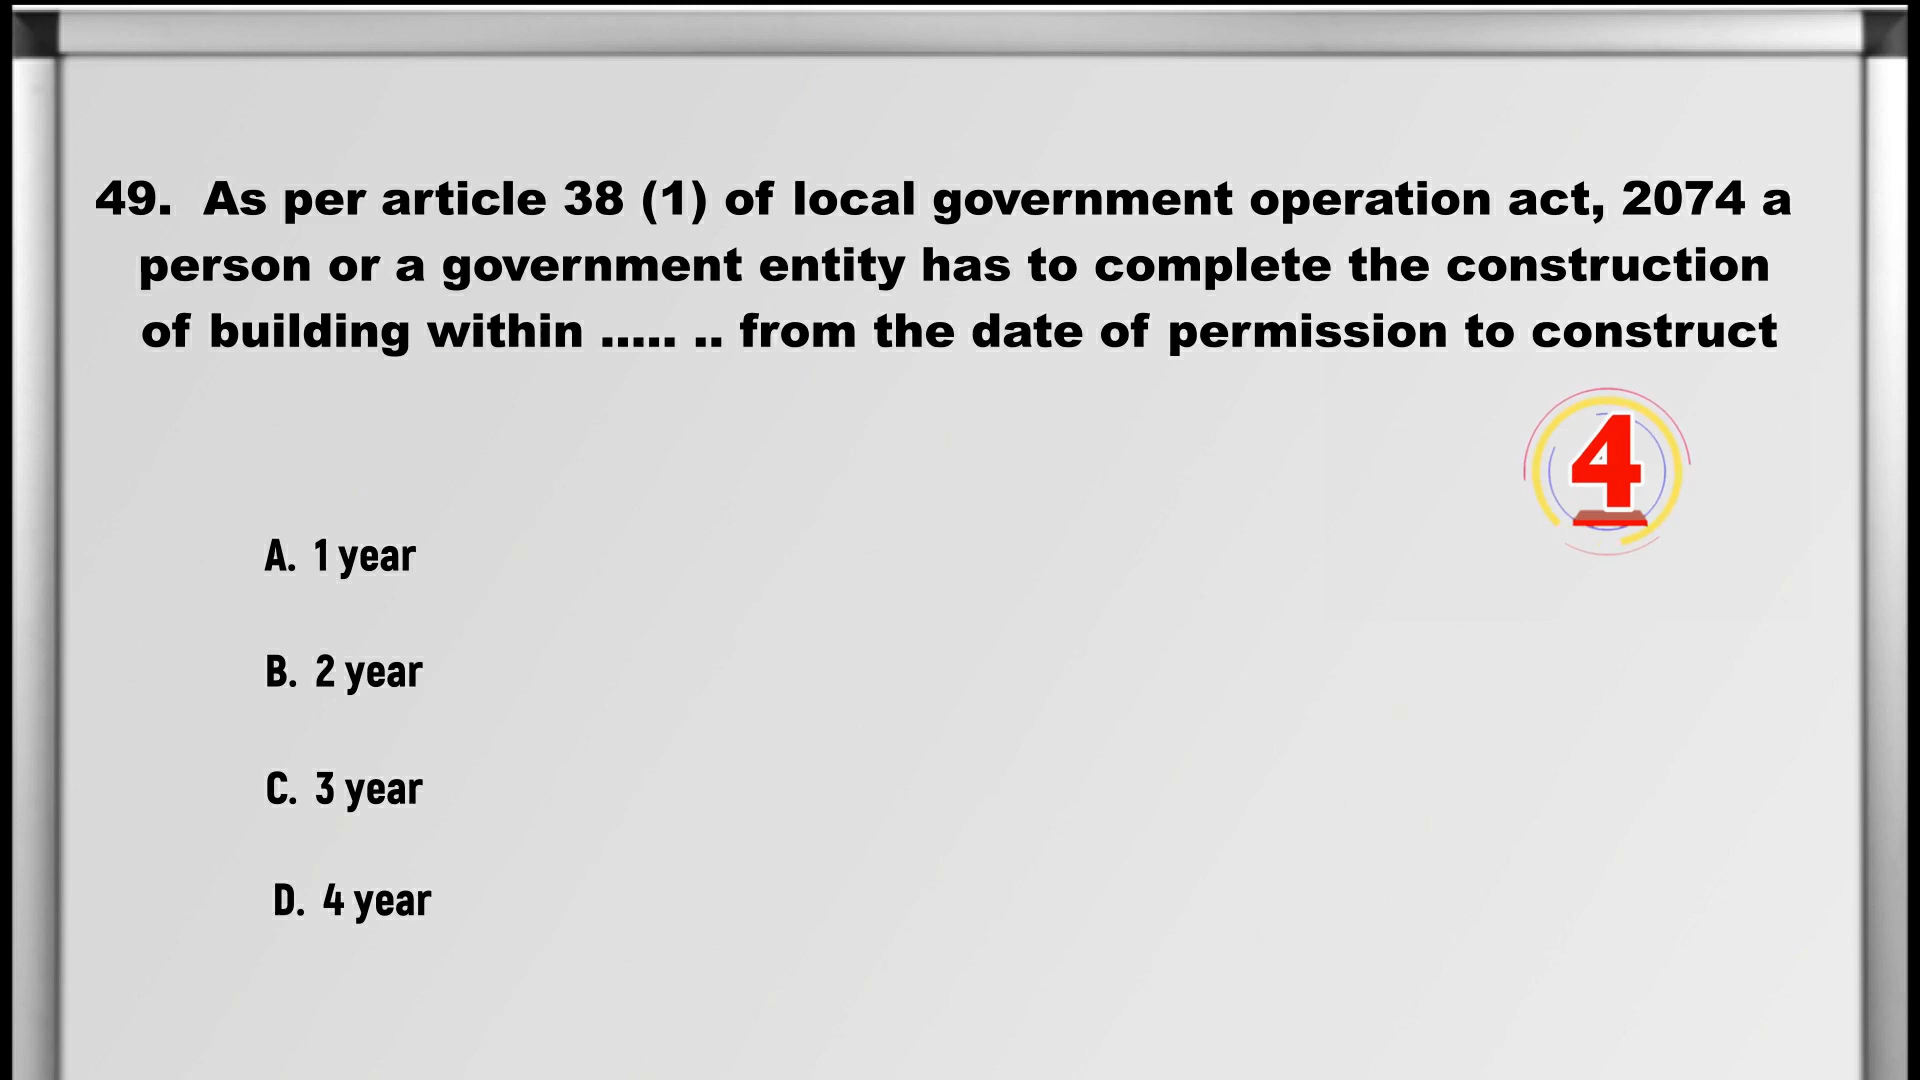 49. As per article 38 (1) of local government operation act, 2074 a
person or a government entity has to complete the construction
of building within ..... .. from the date of permission to construct
4
A. 1 year
B. 2 year
C. 3 year
D. 4 year